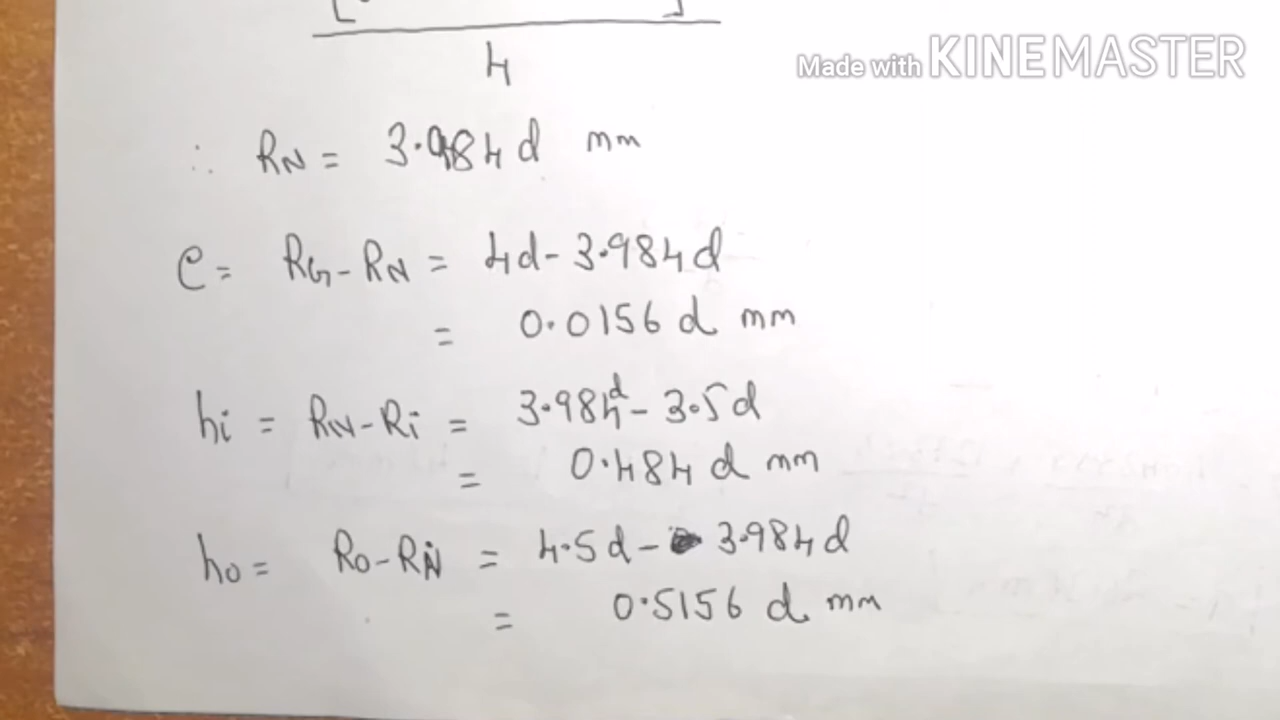 Made with KINEMASTER
4
∴ RN = 3.984 d mm
e = RG - RN = 4d - 3.984d
= 0.0156 d mm
hi = RN - Ri = 3.984d - 3.5d
= 0.484 d mm
ho = Ro - RN = 4.5d - 3.984d
= 0.5156 d mm